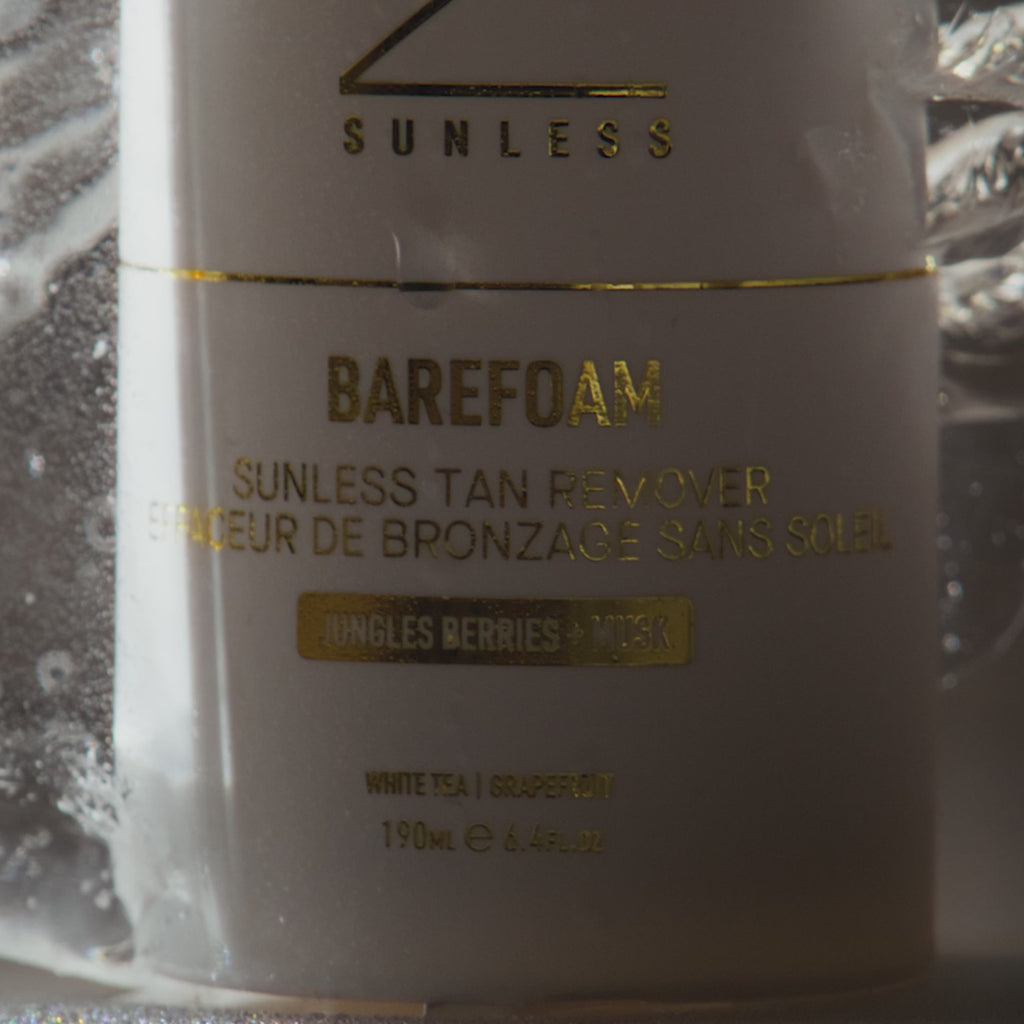 SUNLESS
BAREFOAM
SUNLESS TAN REMOVER
EFFACEUR DE BRONZAGE SANS SOLEIL
JUNGLES BERRIES + MUSK
WHITE TEA | GRAPEFRUIT
190ML ℮ 6.4FL.OZ